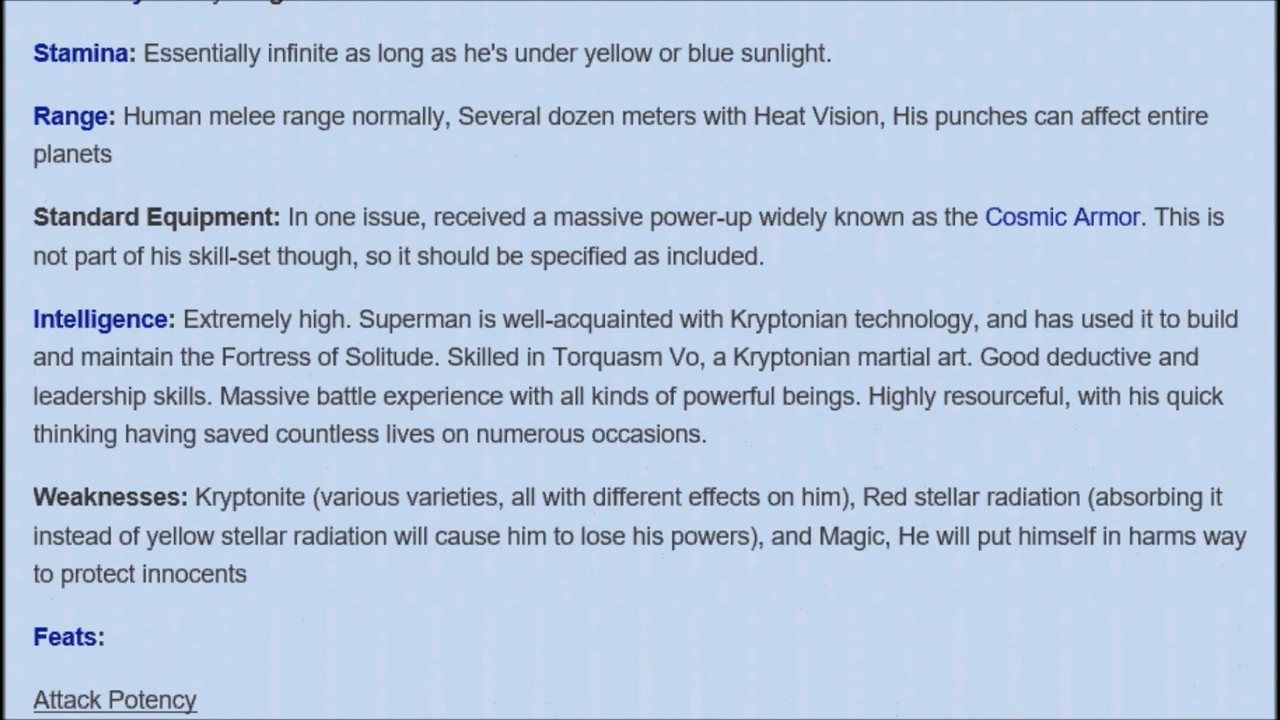 Stamina: Essentially infinite as long as he's under yellow or blue sunlight.
Range: Human melee range normally, Several dozen meters with Heat Vision, His punches can affect entire
planets
Standard Equipment: In one issue, received a massive power-up widely known as the Cosmic Armor. This is
not part of his skill-set though, so it should be specified as included.
Intelligence: Extremely high. Superman is well-acquainted with Kryptonian technology, and has used it to build
and maintain the Fortress of Solitude. Skilled in Torquasm Vo, a Kryptonian martial art. Good deductive and
leadership skills. Massive battle experience with all kinds of powerful beings. Highly resourceful, with his quick
thinking having saved countless lives on numerous occasions.
Weaknesses: Kryptonite (various varieties, all with different effects on him), Red stellar radiation (absorbing it
instead of yellow stellar radiation will cause him to lose his powers), and Magic, He will put himself in harms way
to protect innocents
Feats:
Attack Potency